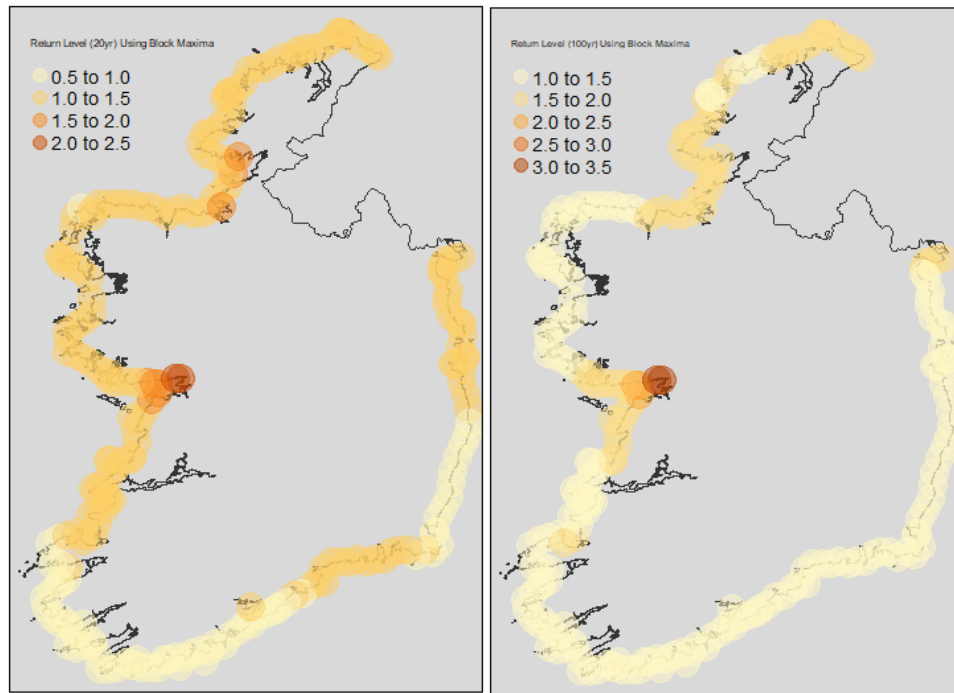 Return Level (20yr) Using Block Maxima
0.5 to 1.0
1.0 to 1.5
1.5 to 2.0
2.0 to 2.5
Return Level (100yr) Using Block Maxima
1.0 to 1.5
1.5 to 2.0
2.0 to 2.5
2.5 to 3.0
3.0 to 3.5